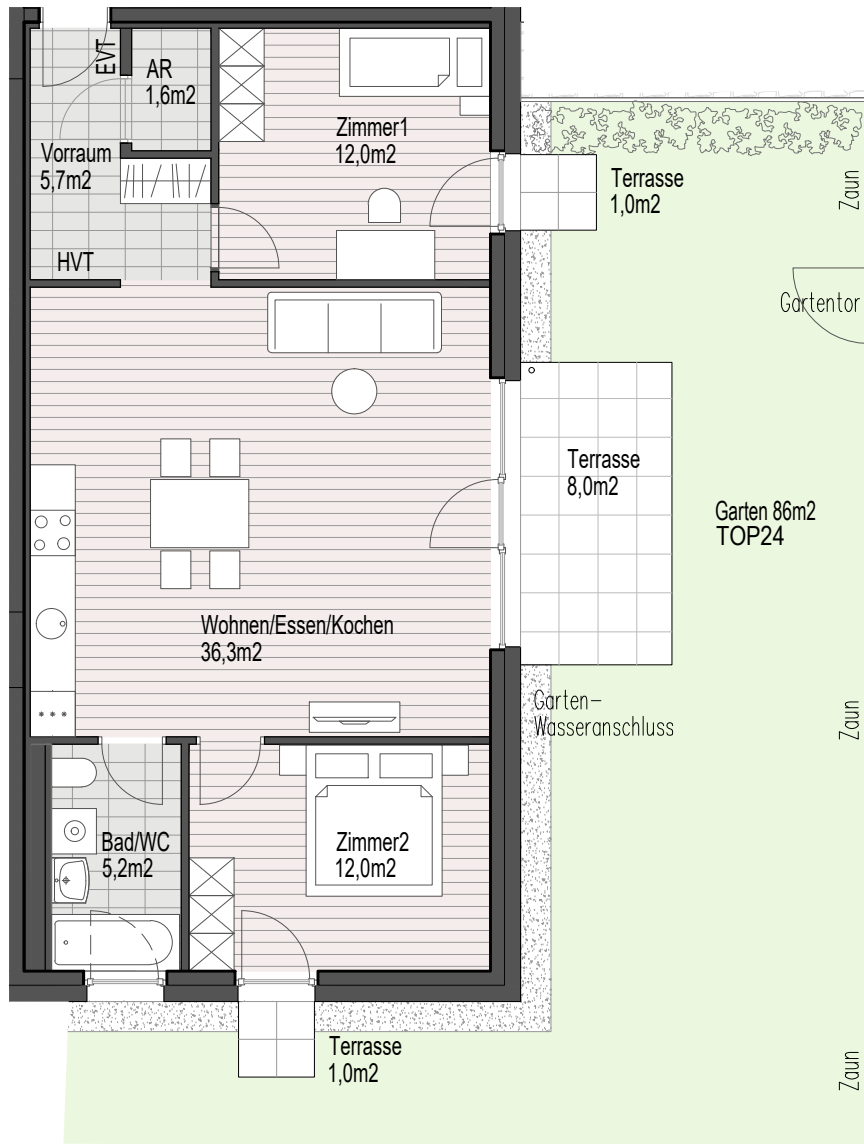 EVT
AR
1,6m2
Vorraum
5,7m2
HVT
Zimmer1
12,0m2
Terrasse
1,0m2
Zaun
Gartentor
Terrasse
8,0m2
Garten 86m2
TOP24
Wohnen/Essen/Kochen
36,3m2
Garten-
Wasseranschluss
Zaun
Bad/WC
5,2m2
Zimmer2
12,0m2
Terrasse
1,0m2
Zaun